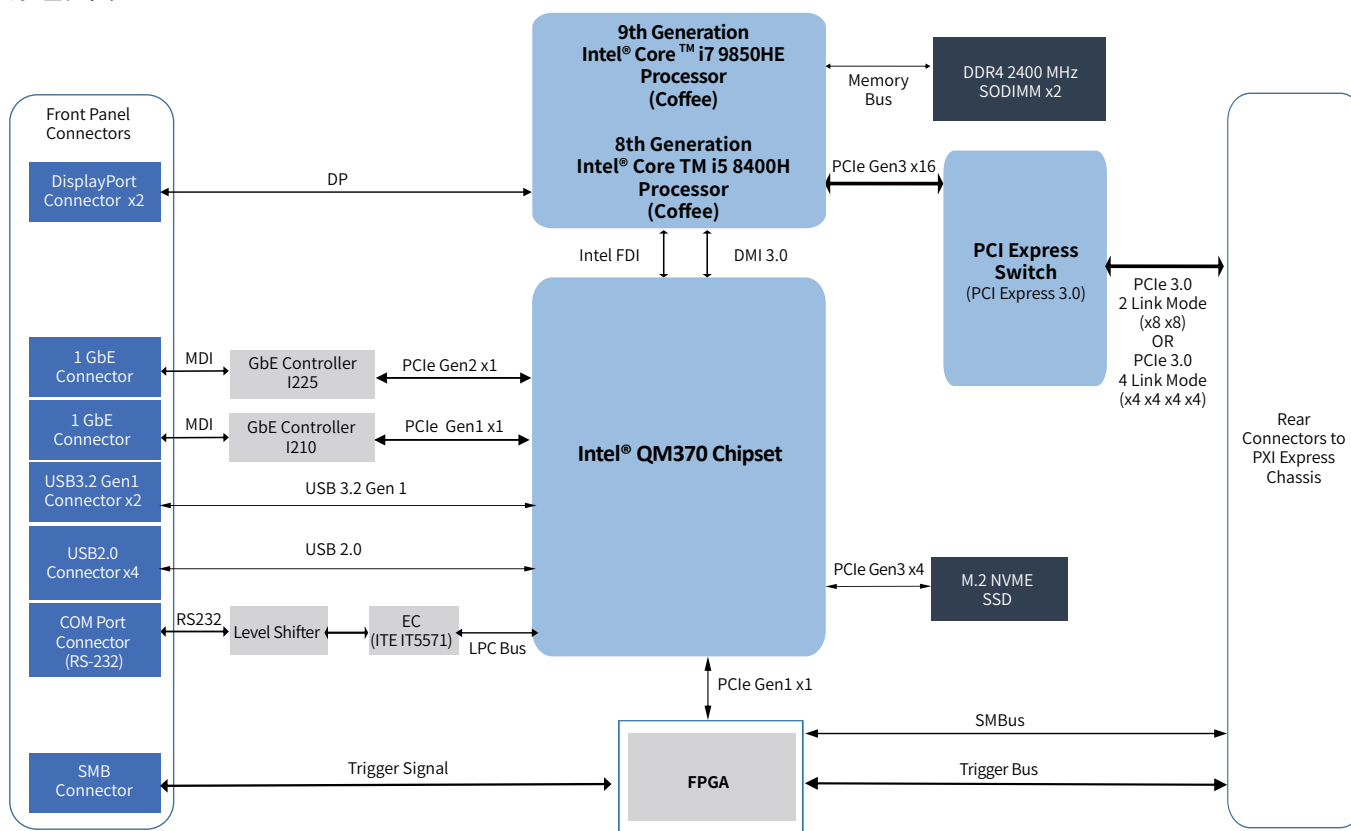 9th Generation
Intel® Core ™ i7 9850HE
Processor
(Coffee)
8th Generation
Intel® Core TM i5 8400H
Processor
(Coffee)
Memory
Bus
DDR4 2400 MHz
SODIMM x2
Front Panel
Connectors
DisplayPort
Connector x2
DP
PCIe Gen3 x16
Intel FDI
DMI 3.0
PCI Express
Switch
(PCI Express 3.0)
PCIe 3.0
2 Link Mode
(x8 x8)
OR
PCIe 3.0
4 Link Mode
(x4 x4 x4 x4)
1 GbE
Connector
MDI
GbE Controller
I225
PCIe Gen2 x1
1 GbE
Connector
MDI
GbE Controller
I210
PCIe Gen1 x1
Intel® QM370 Chipset
Rear
Connectors to
PXI Express
Chassis
USB3.2 Gen1
Connector x2
USB 3.2 Gen 1
USB2.0
Connector x4
USB 2.0
PCIe Gen3 x4
M.2 NVME
SSD
COM Port
Connector
(RS-232)
RS232
Level Shifter
EC
(ITE IT5571)
LPC Bus
PCIe Gen1 x1
SMBus
SMB
Connector
Trigger Signal
FPGA
Trigger Bus